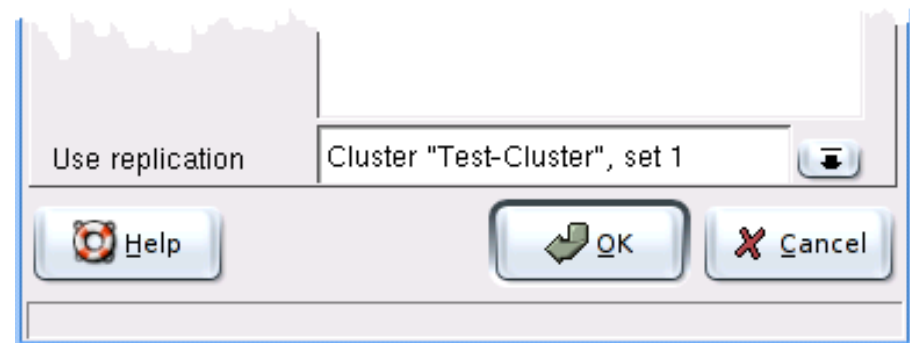 Use replication Cluster "Test-Cluster", set 1
Help OK Cancel